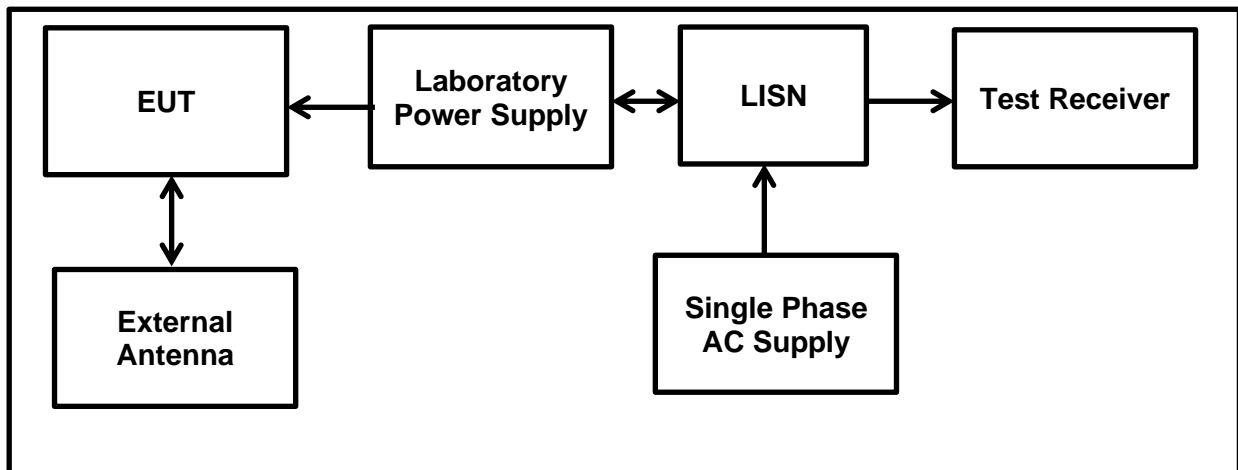 EUT
Laboratory
Power Supply
LISN
Test Receiver
External
Antenna
Single Phase
AC Supply